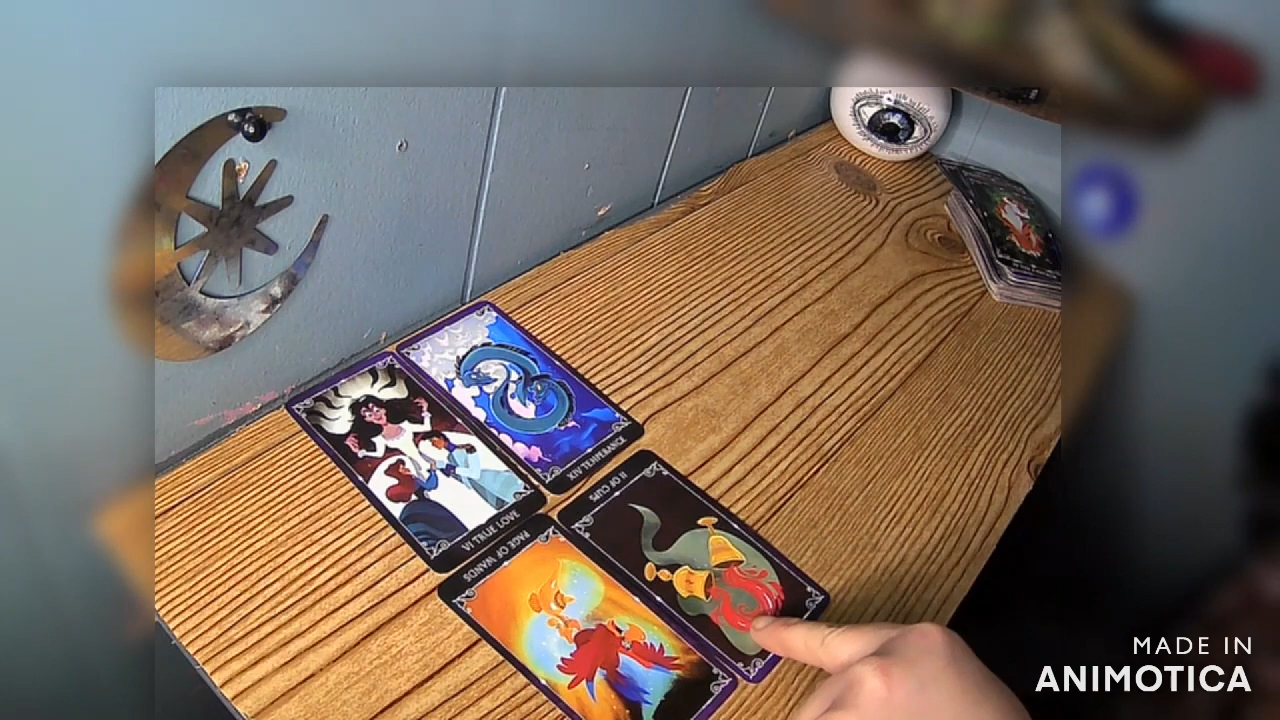 XIV TEMPERANCE
VI TRUE LOVE
II OF CUPS
PAGE OF WANDS
MADE IN
ANIMOTICA